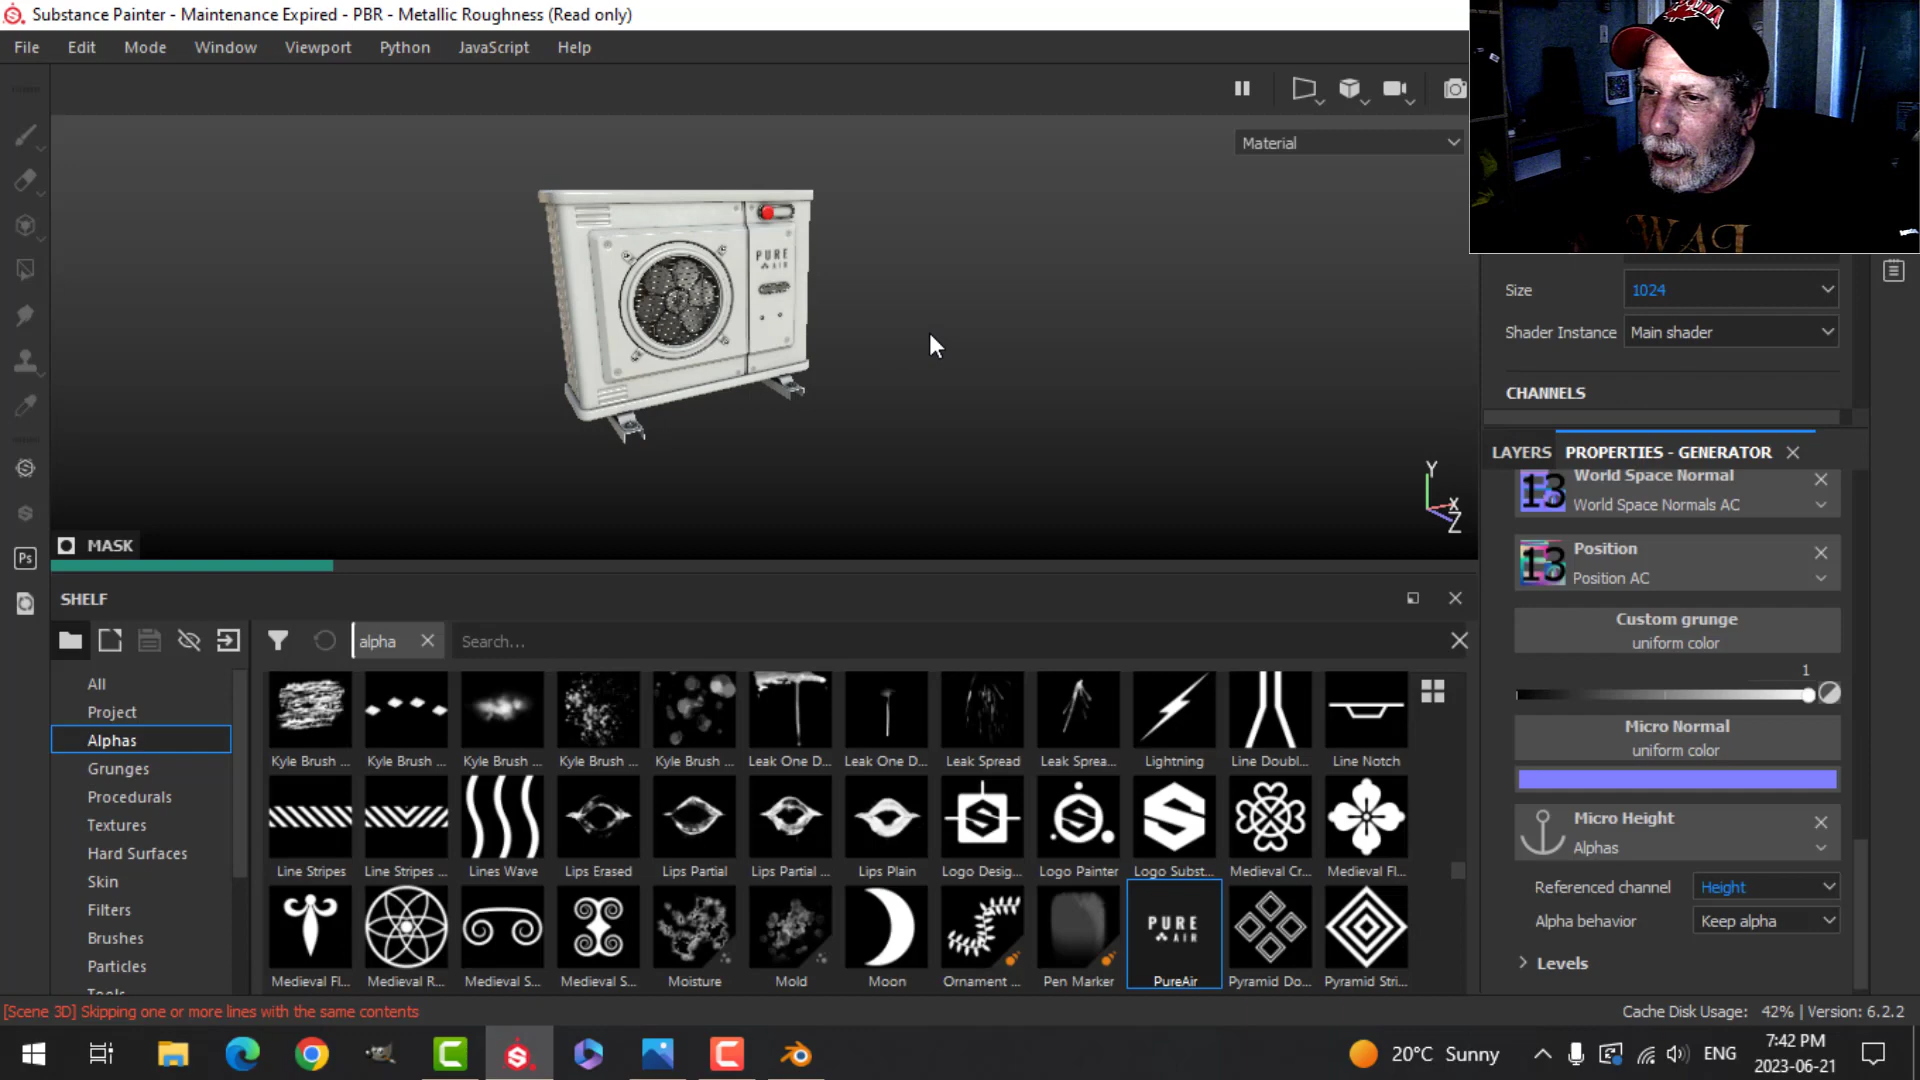 Substance Painter - Maintenance Expired - PBR - Metallic Roughness (Read only)
File Edit Mode Window Viewport Python JavaScript Help
Material
PURE
AIR
Y
X
Z
MASK
Ps
SHELF
alpha
Search...
All
Project
Alphas
Grunges
Procedurals
Textures
Hard Surfaces
Skin
Filters
Brushes
Particles
Tools
Kyle Brush ... Kyle Brush ... Kyle Brush ... Kyle Brush ... Kyle Brush ... Leak One D... Leak One D... Leak Spread Leak Sprea... Lightning Line Doubl... Line Notch
Line Stripes Line Stripes ... Lines Wave Lips Erased Lips Partial Lips Partial ... Lips Plain Logo Desig... Logo Painter Logo Subst... Medieval Cr... Medieval Fl...
PURE
AIR
Medieval Fl... Medieval R... Medieval S... Medieval S... Moisture Mold Moon Ornament ... Pen Marker PureAir Pyramid Do... Pyramid Stri...
Size 1024
Shader Instance Main shader
CHANNELS
LAYERS PROPERTIES - GENERATOR
13 World Space Normal
World Space Normals AC
13 Position
Position AC
Custom grunge
uniform color
1
Micro Normal
uniform color
Micro Height
Alphas
Referenced channel Height
Alpha behavior Keep alpha
Levels
[Scene 3D] Skipping one or more lines with the same contents
Cache Disk Usage: 42% | Version: 6.2.2
20°C Sunny
ENG
7:42 PM
2023-06-21